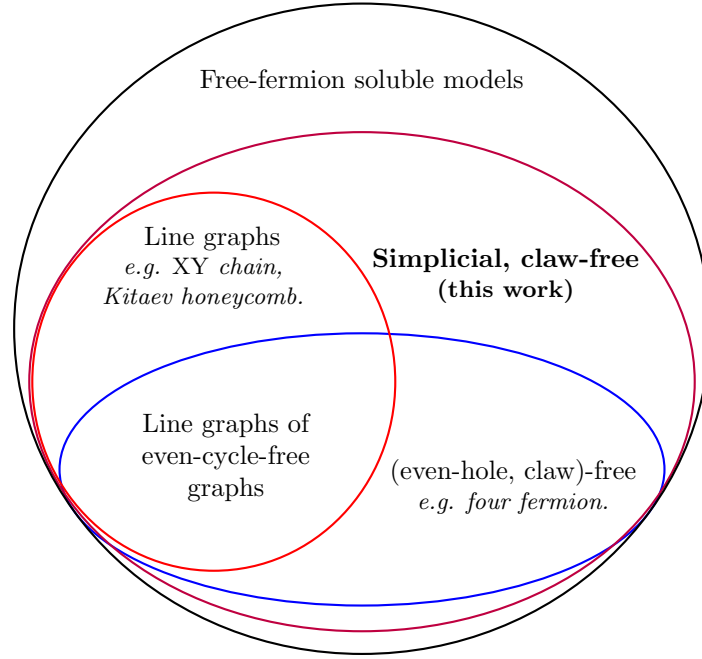 Free-fermion soluble models
Line graphs
e.g. XY chain,
Kitaev honeycomb.
Simplicial, claw-free
(this work)
Line graphs of
even-cycle-free
graphs
(even-hole, claw)-free
e.g. four fermion.